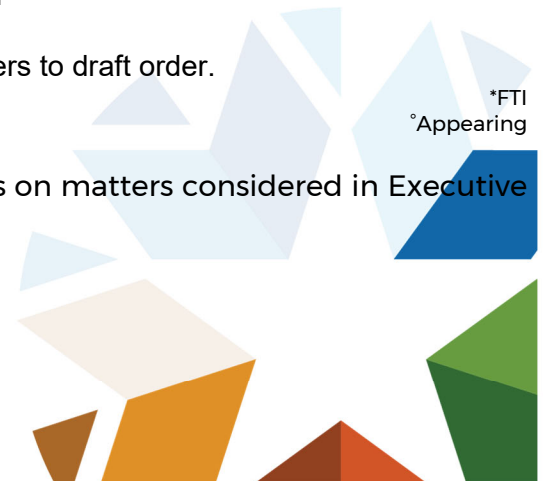 ers to draft order.
*FTI
°Appearing
s on matters considered in Executive